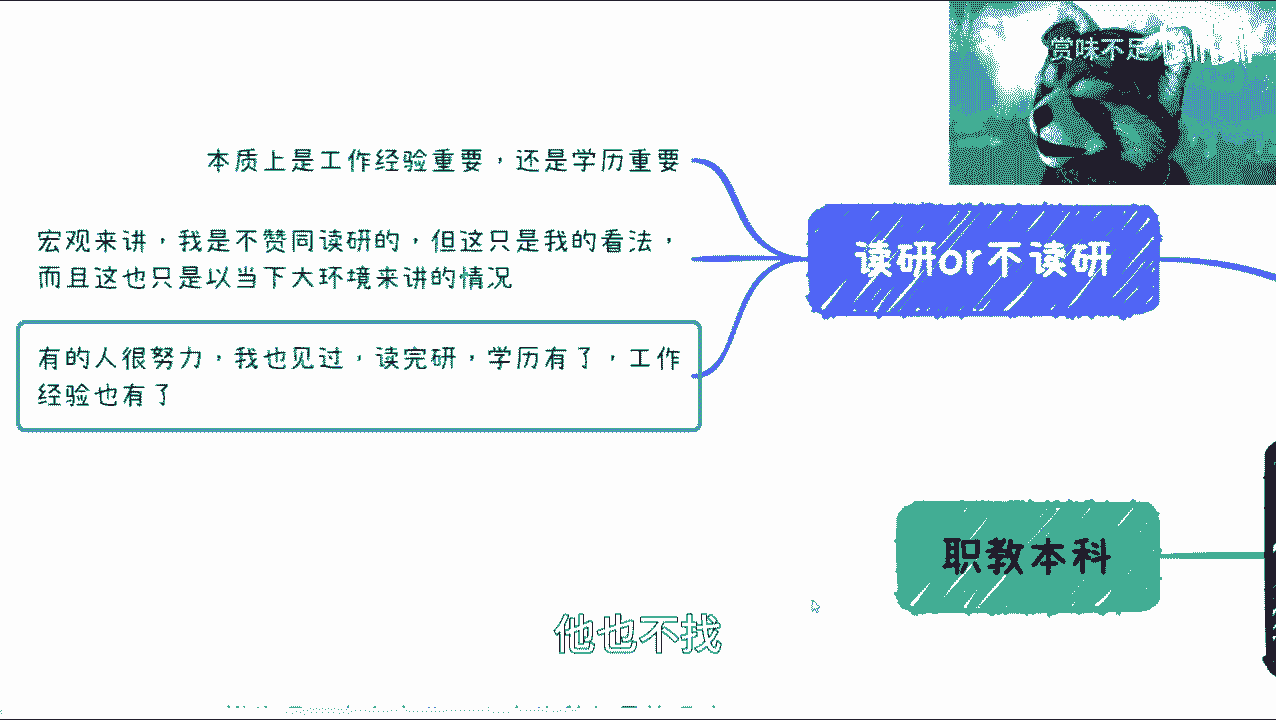 赏味不足
本质上是工作经验重要，还是学历重要
宏观来讲，我是不赞同读研的，但这只是我的看法，
而且这也只是以当下大环境来讲的情况
读研or不读研
有的人很努力，我也见过，读完研，学历有了，工作
经验也有了
职教本科
他也不找